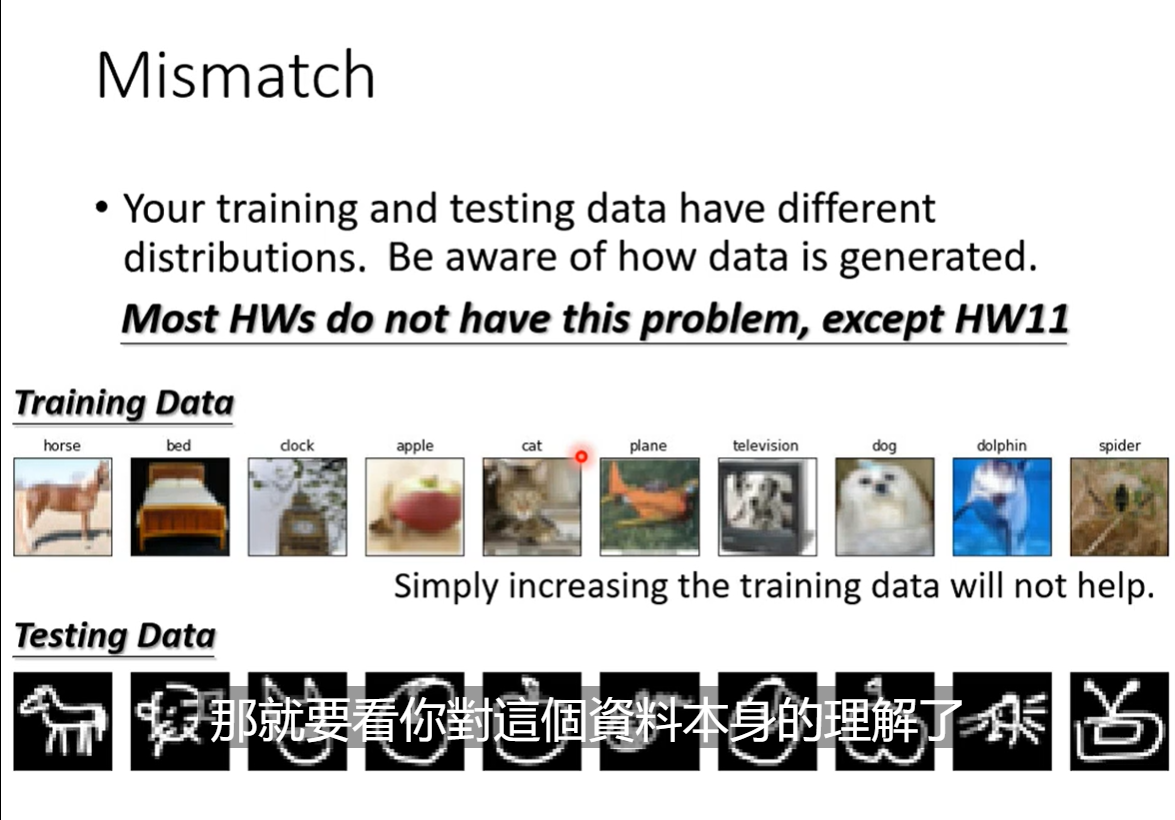 Mismatch
• Your training and testing data have different
distributions. Be aware of how data is generated.
Most HWs do not have this problem, except HW11
Training Data
horse bed clock apple cat plane television dog dolphin spider
Simply increasing the training data will not help.
Testing Data
那就要看你對這個資料本身的理解了